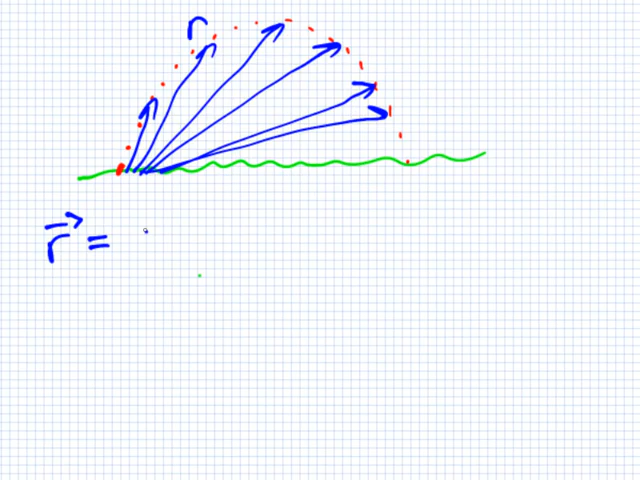 r
r⃗ =